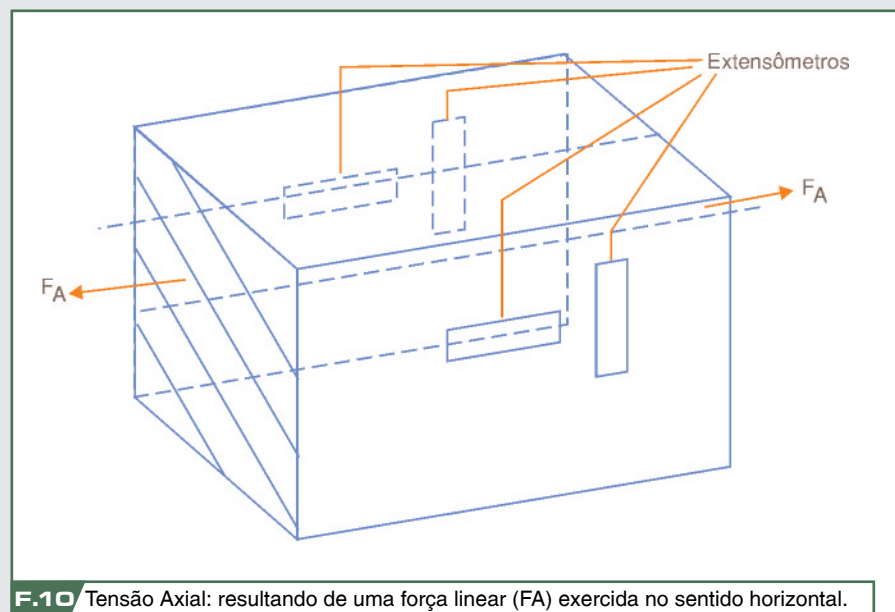 Extensômetros
FA
FA
F.10 Tensão Axial: resultando de uma força linear (FA) exercida no sentido horizontal.